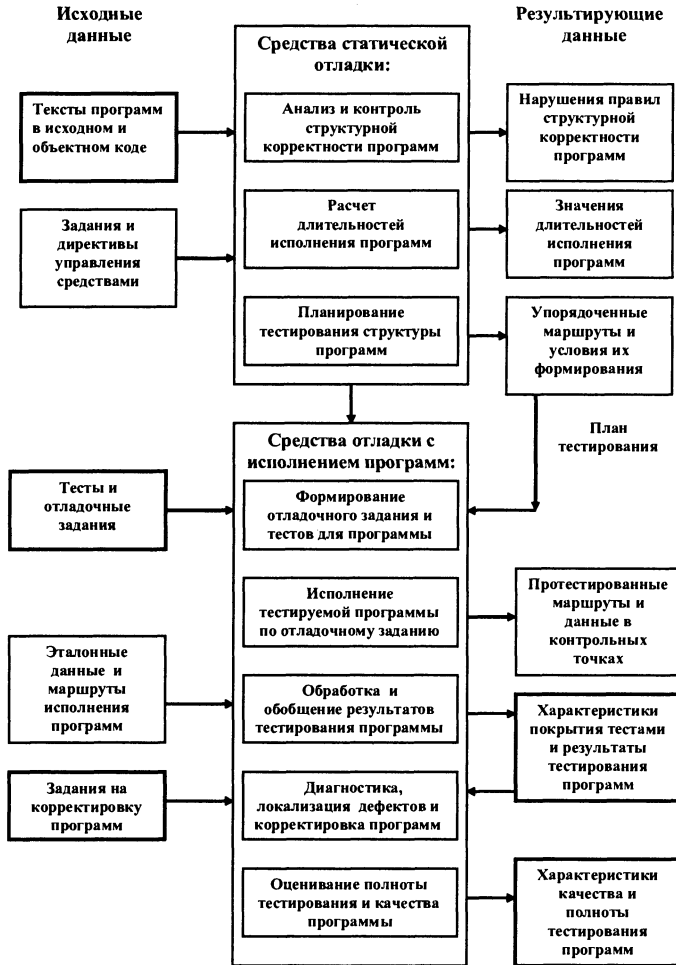 Исходные
данные
Результирующие
данные
Средства статической
отладки:
Тексты программ
в исходном и
объектном коде
Анализ и контроль
структурной
корректности программ
Нарушения правил
структурной
корректности
программ
Задания и
директивы
управления
средствами
Расчет
длительностей
исполнения программ
Значения
длительностей
исполнения
программ
Планирование
тестирования структуры
программ
Упорядоченные
маршруты и
условия их
формирования
План
тестирования
Средства отладки с
исполнением программ:
Тесты и
отладочные
задания
Формирование
отладочного задания и
тестов для программы
Исполнение
тестируемой программы
по отладочному заданию
Протестированные
маршруты и
данные в
контрольных
точках
Эталонные
данные и
маршруты
исполнения
программ
Обработка и
обобщение результатов
тестирования программы
Характеристики
покрытия тестами
и результаты
тестирования
программ
Задания на
корректировку
программ
Диагностика,
локализация дефектов и
корректировка программ
Оценивание полноты
тестирования и качества
программы
Характеристики
качества и
полноты
тестирования
программ